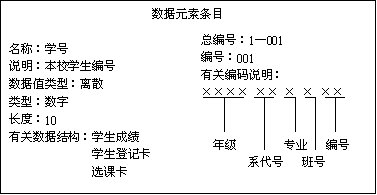 数据元素条目
名称：学号
说明：本校学生编号
数据值类型：离散
类型：数字
长度：10
有关数据结构：学生成绩
学生登记卡
选课卡
总编号：1—001
编号：001
有关编码说明：
×××× ×× × × ××
年级 专业 编号
系代号 班号